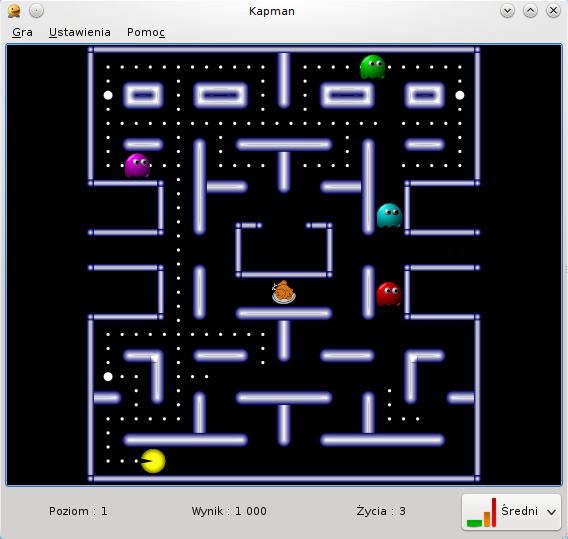 Kapman
Gra Ustawienia Pomoc
Poziom : 1 Wynik : 1 000 Życia : 3 Średni